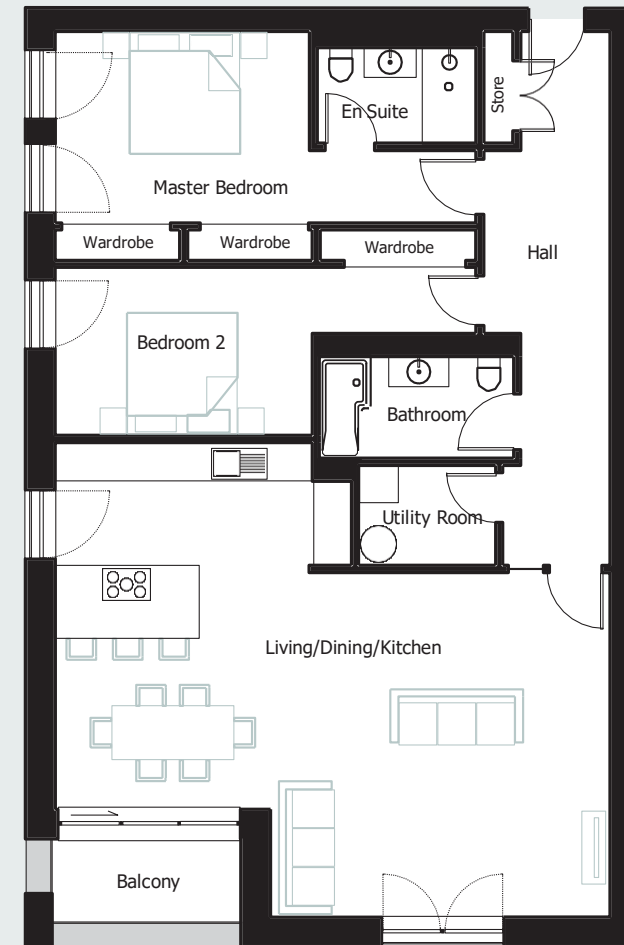 Store
En Suite
Master Bedroom
Wardrobe
Wardrobe
Wardrobe
Hall
Bedroom 2
Bathroom
Utility Room
Living/Dining/Kitchen
Balcony